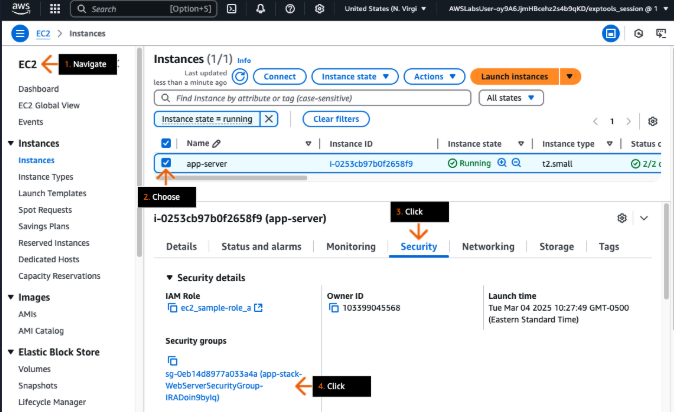 aws
Search
[Option+S]
United States (N. Virgi
AWSLabsUser-oy9A6JjmHBcehz2s4b9qKD/exptools_session @ 1
EC2 > Instances
EC2
1. Navigate
Dashboard
EC2 Global View
Events
Instances
Instances
Instance Types
Launch Templates
Spot Requests
Savings Plans
Reserved Instances
Dedicated Hosts
Capacity Reservations
Images
AMIs
AMI Catalog
Elastic Block Store
Volumes
Snapshots
Lifecycle Manager
Instances (1/1) Info
Last updated
less than a minute ago
Connect
Instance state
Actions
Launch instances
Find Instance by attribute or tag (case-sensitive)
All states
Instance state = running
Clear filters
1
Name
Instance ID
Instance state
Instance type
Status c
app-server
i-0253cb97b0f2658f9
Running
t2.small
2/2 c
2. Choose
i-0253cb97b0f2658f9 (app-server)
3. Click
Details
Status and alarms
Monitoring
Security
Networking
Storage
Tags
Security details
IAM Role
ec2_sample-role_a
Owner ID
103399045568
Launch time
Tue Mar 04 2025 10:27:49 GMT-0500
(Eastern Standard Time)
Security groups
sg-0eb14d8977a033a4a (app-stack-
WebServerSecurityGroup-
IRADoin9bylq)
4. Click